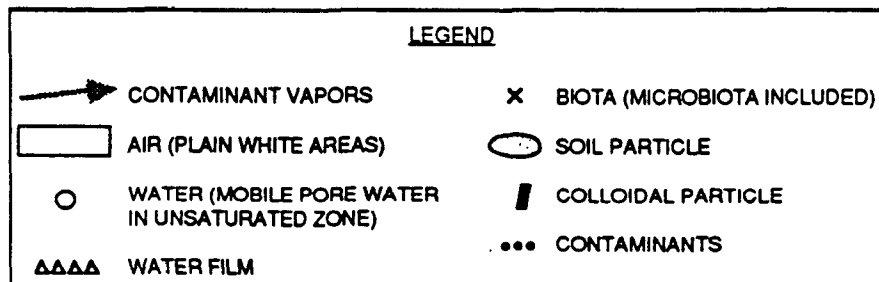 LEGEND
CONTAMINANT VAPORS
AIR (PLAIN WHITE AREAS)
WATER (MOBILE PORE WATER
IN UNSATURATED ZONE)
WATER FILM
BIOTA (MICROBIOTA INCLUDED)
SOIL PARTICLE
COLLOIDAL PARTICLE
CONTAMINANTS